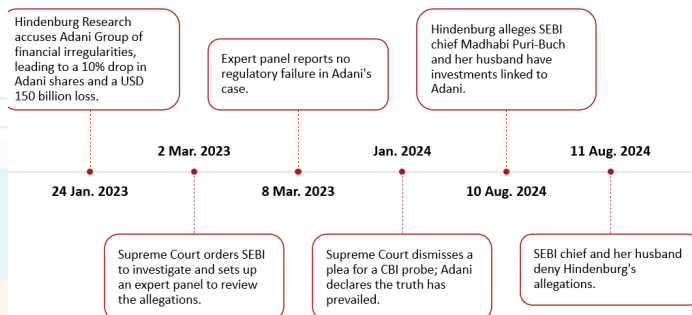 Hindenburg Research
accuses Adani Group of
financial irregularities,
leading to a 10% drop in
Adani shares and a USD
150 billion loss.
24 Jan. 2023
2 Mar. 2023
Supreme Court orders SEBI
to investigate and sets up
an expert panel to review
the allegations.
Expert panel reports no
regulatory failure in Adani's
case.
8 Mar. 2023
Jan. 2024
Supreme Court dismisses a
plea for a CBI probe; Adani
declares the truth has
prevailed.
Hindenburg alleges SEBI
chief Madhabi Puri-Buch
and her husband have
investments linked to
Adani.
10 Aug. 2024
11 Aug. 2024
SEBI chief and her husband
deny Hindenburg's
allegations.